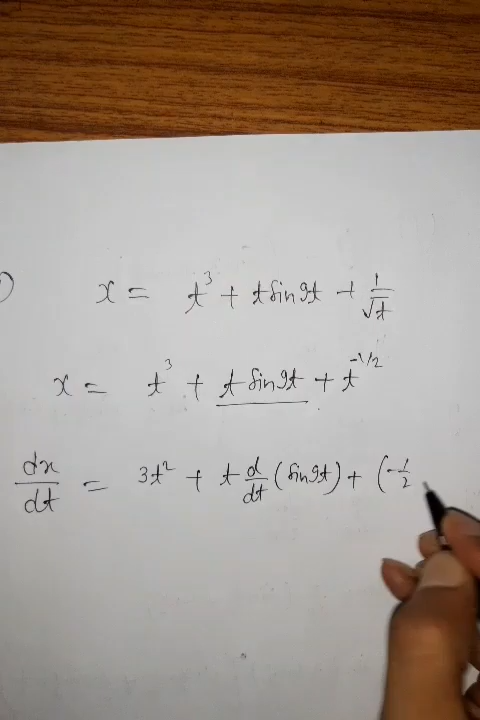 x = t³ + t sin 9t + 1/√t
x = t³ + t sin 9t + t^(-1/2)
dx/dt = 3t² + t d/dt (sin 9t) + (-1/2